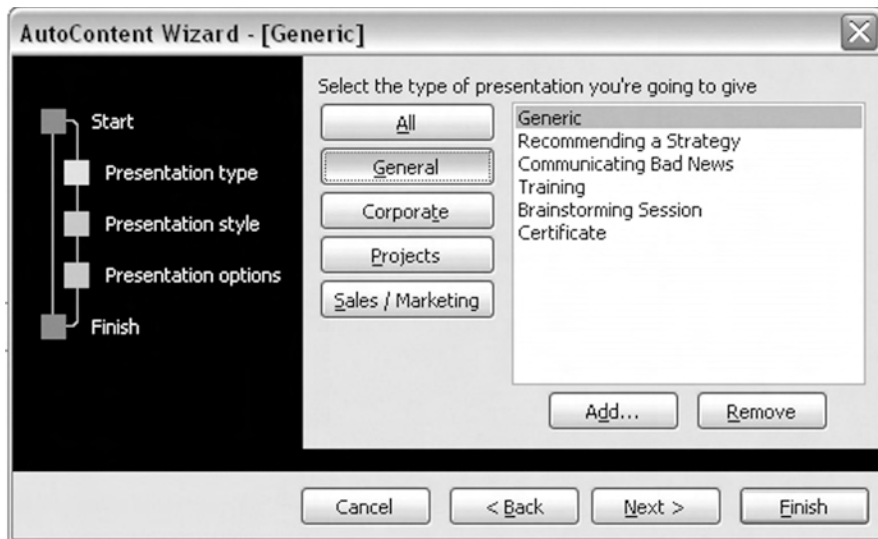 AutoContent Wizard - [Generic]
Start
Presentation type
Presentation style
Presentation options
Finish
Select the type of presentation you're going to give
All
General
Corporate
Projects
Sales / Marketing
Generic
Recommending a Strategy
Communicating Bad News
Training
Brainstorming Session
Certificate
Add...
Remove
Cancel
< Back
Next >
Finish